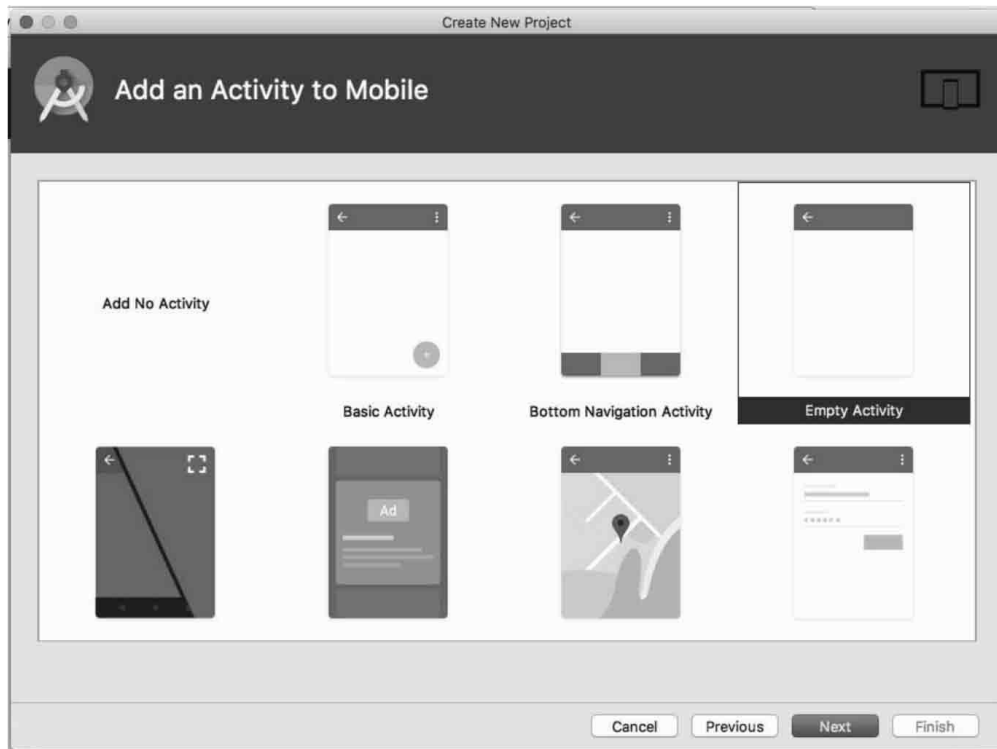 Create New Project
Add an Activity to Mobile
Add No Activity
Basic Activity
Bottom Navigation Activity
Empty Activity
Ad
Cancel
Previous
Next
Finish